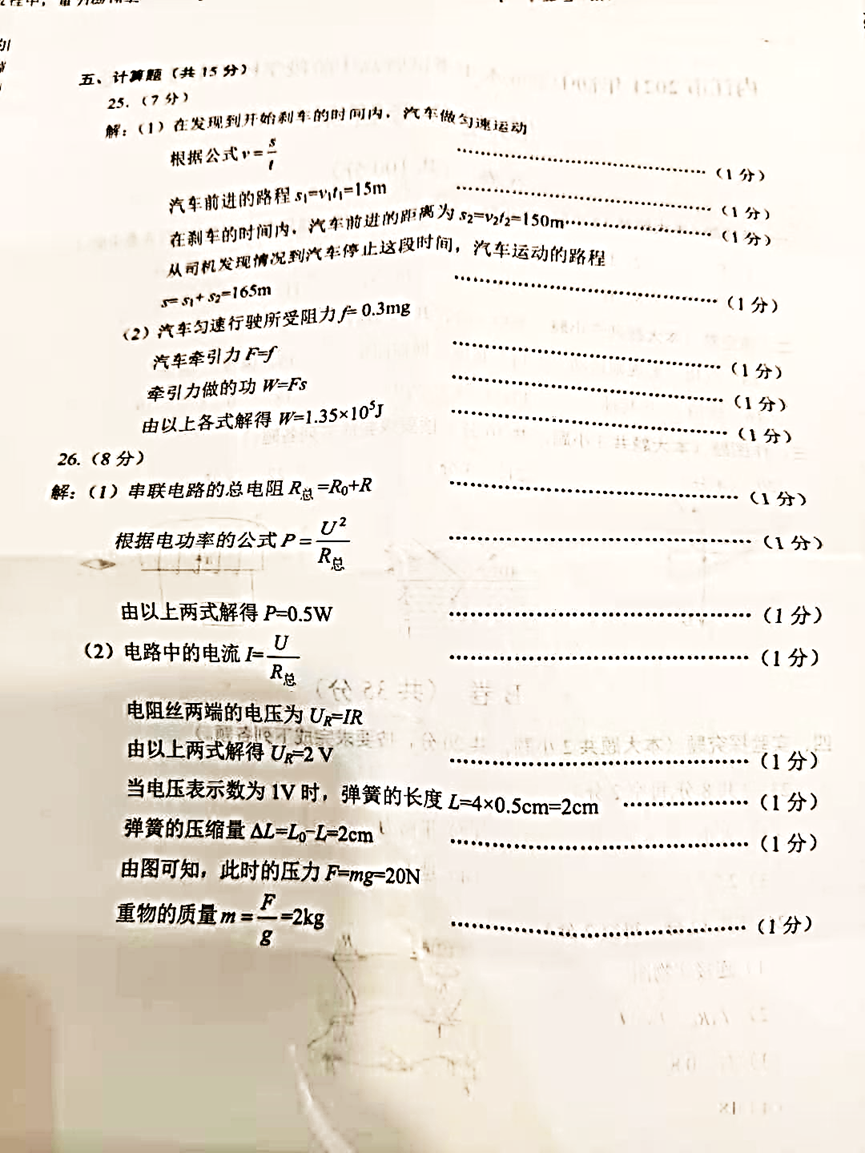 五、计算题（共 15 分）
25.（7 分）
解：（1）在发现到开始刹车的时间内，汽车做匀速运动
根据公式 v = s/t ……（1 分）
汽车前进的路程 s₁=v₁t₁=15m ……（1 分）
在刹车的时间内，汽车前进的距离为 s₂=v₂t₂=150m ……（1 分）
从司机发现情况到汽车停止这段时间，汽车运动的路程
s= s₁+ s₂=165m ……（1 分）
（2）汽车匀速行驶所受阻力 f= 0.3mg
汽车牵引力 F=f ……（1 分）
牵引力做的功 W=Fs ……（1 分）
由以上各式解得 W=1.35×10⁵J ……（1 分）
26.（8 分）
解：（1）串联电路的总电阻 R总 =R₀+R ……（1 分）
根据电功率的公式 P = U²/R总 ……（1 分）
由以上两式解得 P=0.5W ……（1 分）
（2）电路中的电流 I= U/R总 ……（1 分）
电阻丝两端的电压为 U_R=IR
由以上两式解得 U_R=2 V ……（1 分）
当电压表示数为 1V 时，弹簧的长度 L=4×0.5cm=2cm ……（1 分）
弹簧的压缩量 ΔL=L₀-L=2cm ……（1 分）
由图可知，此时的压力 F=mg=20N
重物的质量 m = F/g =2kg ……（1 分）